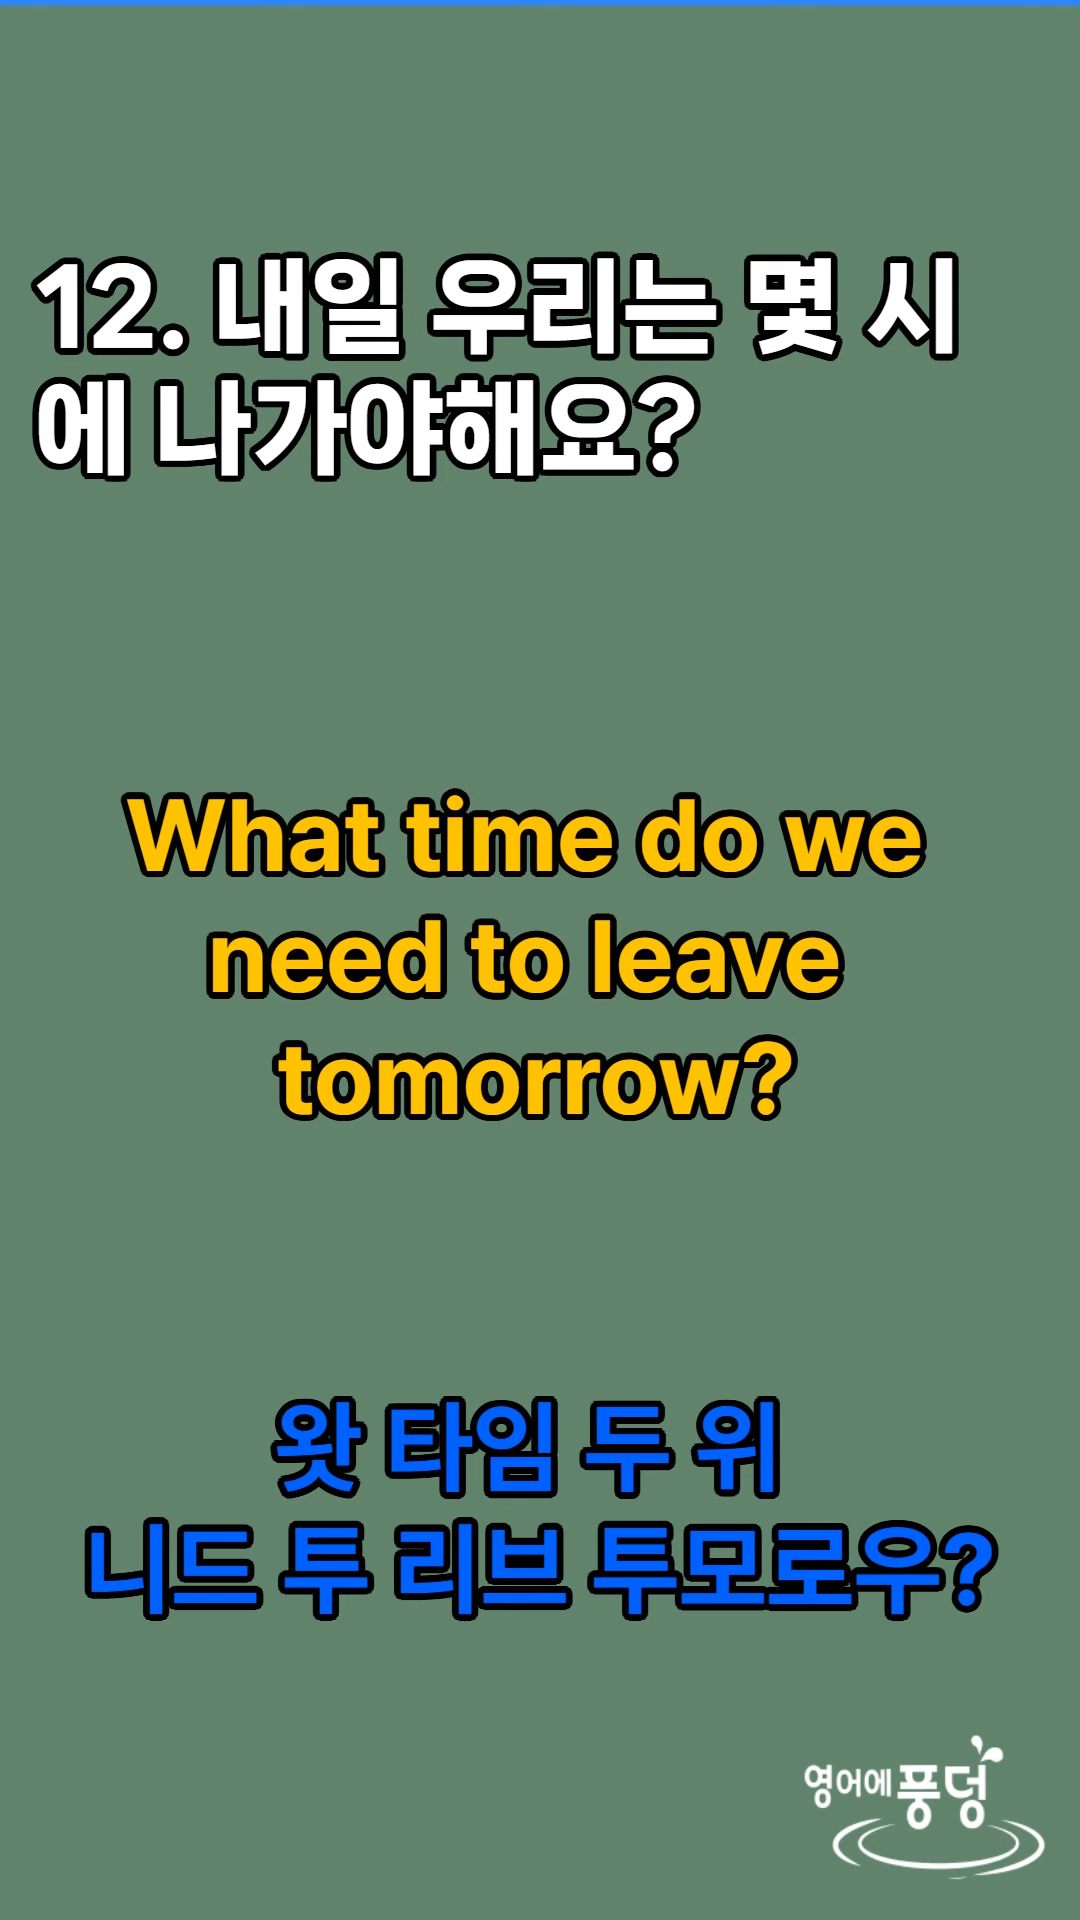 12. 내일 우리는 몇 시
에 나가야해요?
What time do we
need to leave
tomorrow?
왓 타임 두 위
니드 투 리브 투모로우?
영어에풍덩